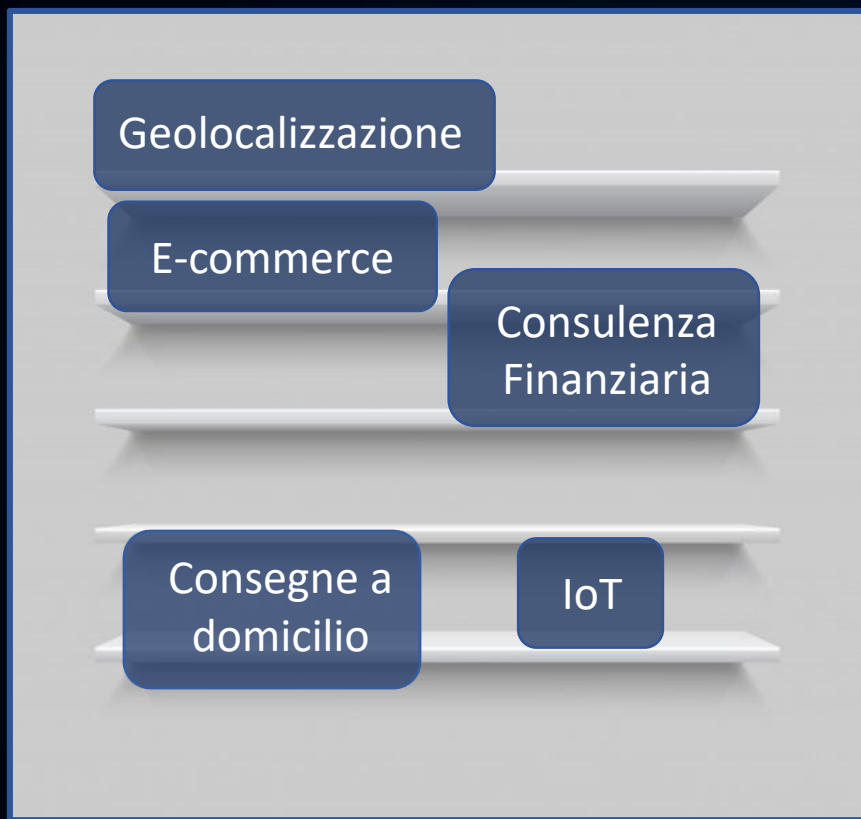 Geolocalizzazione
E-commerce
Consulenza
Finanziaria
Consegne a
domicilio
IoT